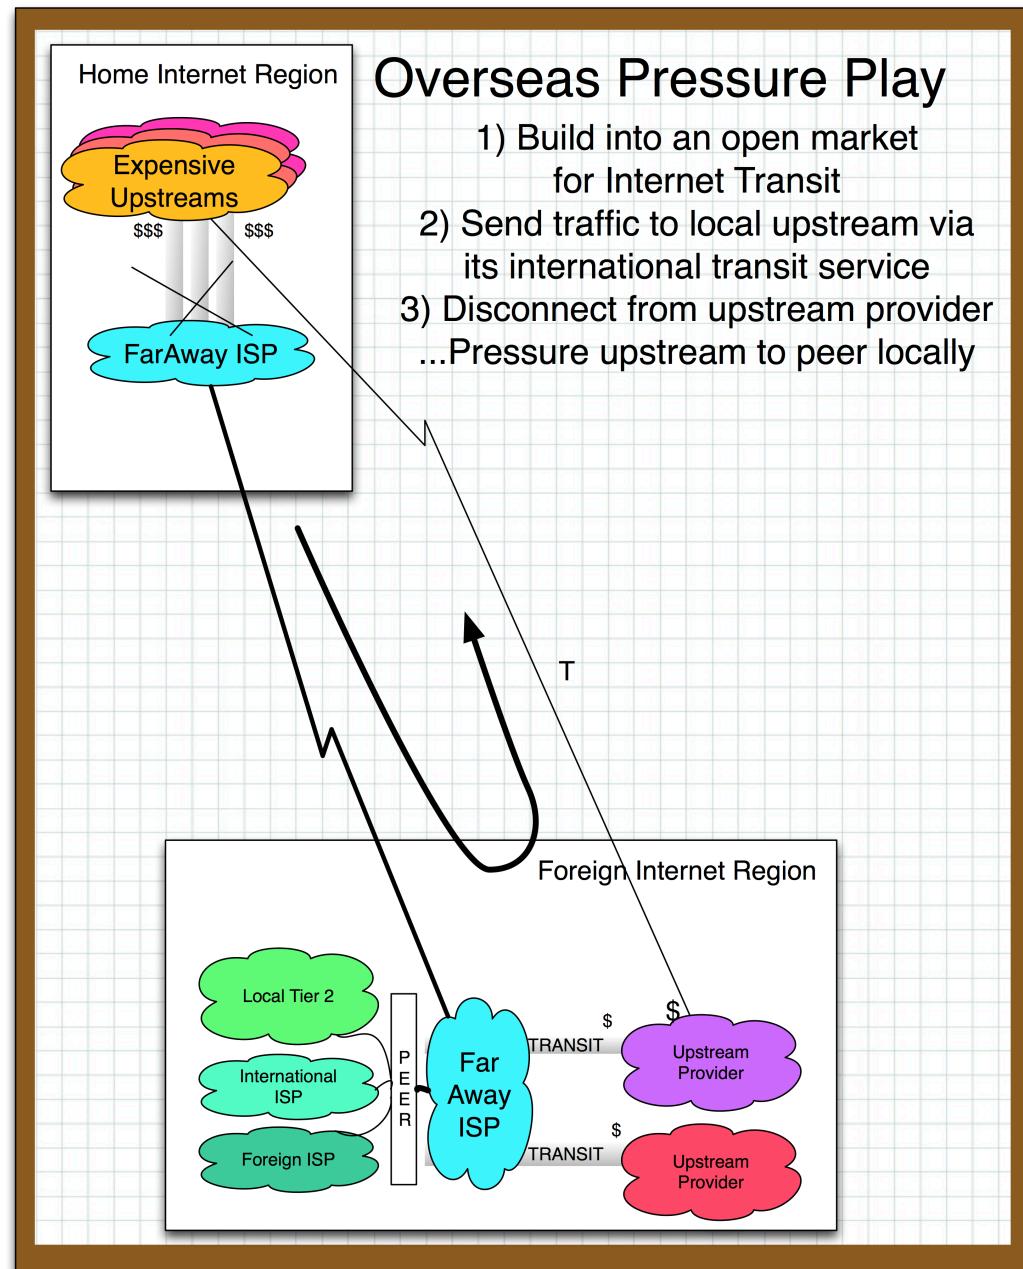 Home Internet Region
Overseas Pressure Play
1) Build into an open market
for Internet Transit
2) Send traffic to local upstream via
its international transit service
3) Disconnect from upstream provider
...Pressure upstream to peer locally
Expensive
Upstreams
$$$
$$$
FarAway ISP
T
Foreign Internet Region
Local Tier 2
International
ISP
Foreign ISP
PEER
Far
Away
ISP
$
TRANSIT
$
Upstream
Provider
$
TRANSIT
Upstream
Provider